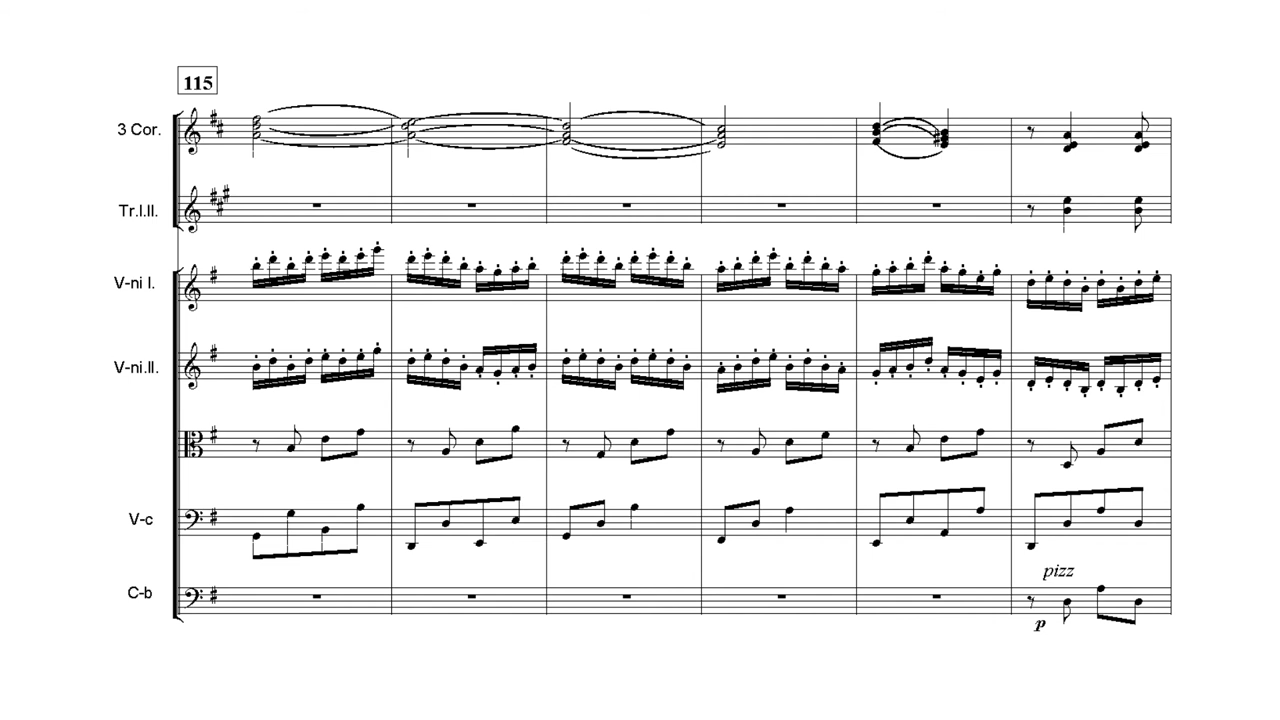 115
3 Cor.
Tr.I.II.
V-ni I.
V-ni.II.
V-c
pizz
C-b
p